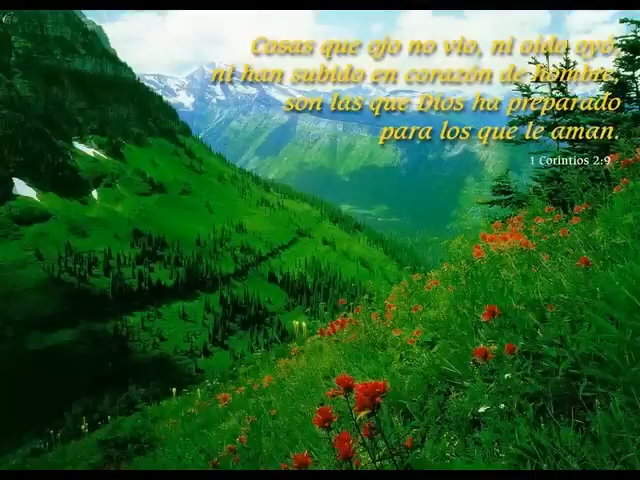 Cosas que ojo no vio, ni oído oyó,
ni han subido en corazón de hombre,
son las que Dios ha preparado
para los que le aman.
1 Corintios 2:9